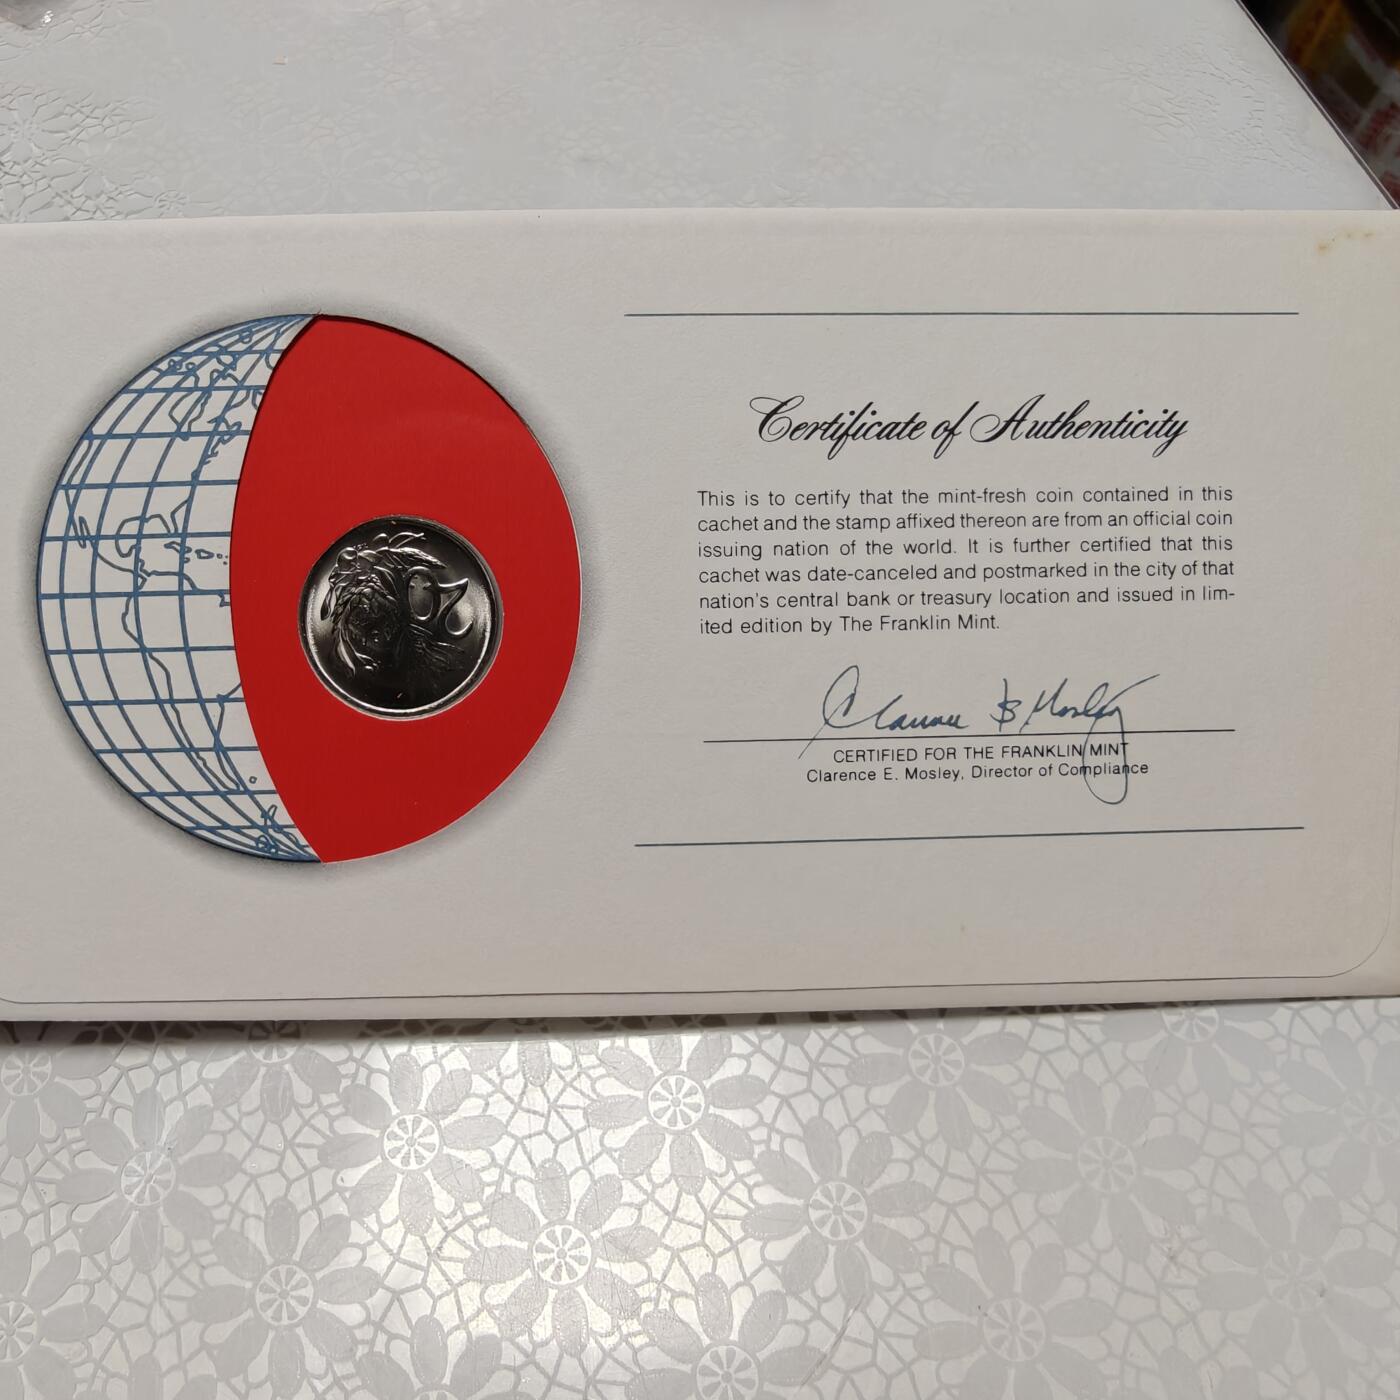 Certificate of Authenticity
This is to certify that the mint-fresh coin contained in this
cachet and the stamp affixed thereon are from an official coin
issuing nation of the world. It is further certified that this
cachet was date-canceled and postmarked in the city of that
nation's central bank or treasury location and issued in lim-
ited edition by The Franklin Mint.
Clarence E Mosley
CERTIFIED FOR THE FRANKLIN MINT
Clarence E. Mosley, Director of Compliance
20